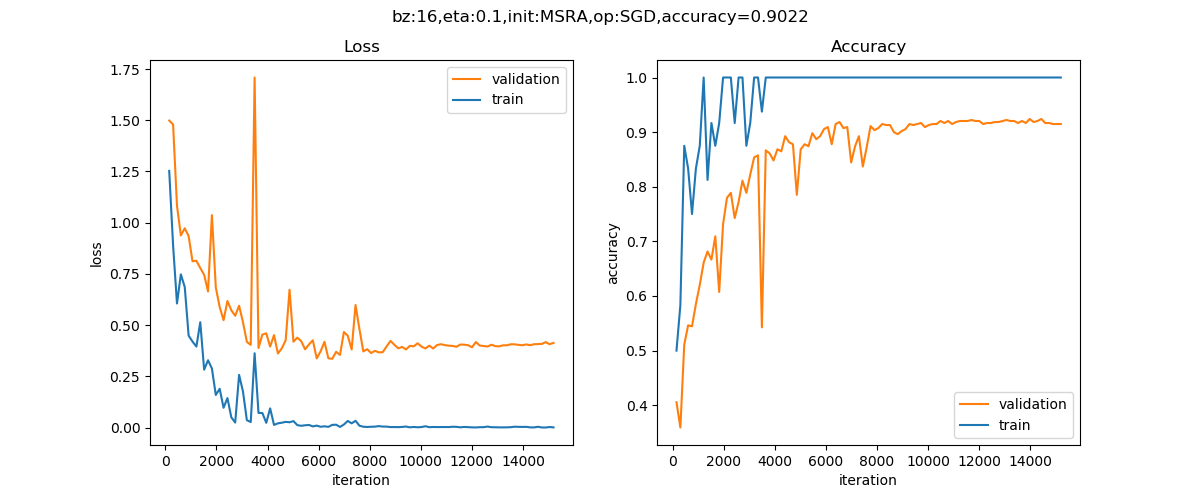 bz:16,eta:0.1,init:MSRA,op:SGD,accuracy=0.9022
Loss
1.75
1.50
1.25
1.00
0.75
0.50
0.25
0.00
loss
validation
train
0 2000 4000 6000 8000 10000 12000 14000
iteration
Accuracy
1.0
0.9
0.8
0.7
0.6
0.5
0.4
accuracy
validation
train
0 2000 4000 6000 8000 10000 12000 14000
iteration